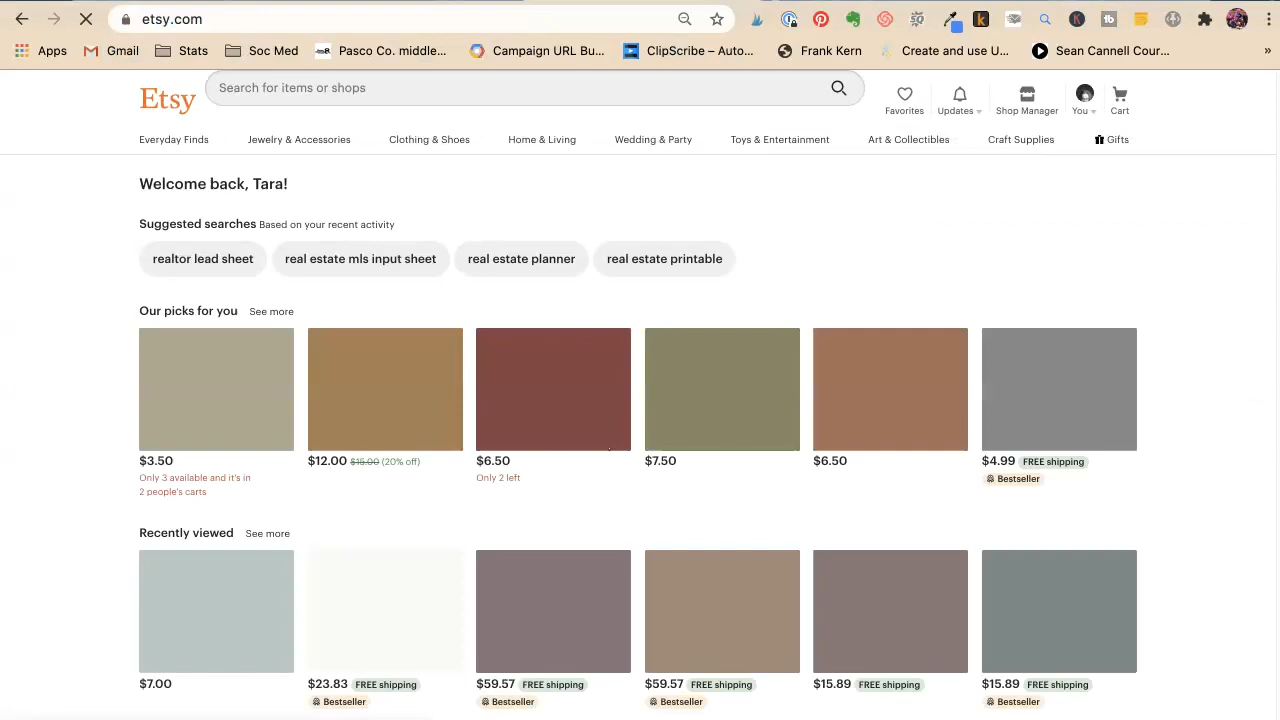 etsy.com
Apps Gmail Stats Soc Med Pasco Co. middle... Campaign URL Bu... ClipScribe – Auto... Frank Kern Create and use U... Sean Cannell Cour... »
Etsy
Search for items or shops
Favorites Updates Shop Manager You Cart
Everyday Finds Jewelry & Accessories Clothing & Shoes Home & Living Wedding & Party Toys & Entertainment Art & Collectibles Craft Supplies Gifts
Welcome back, Tara!
Suggested searches Based on your recent activity
realtor lead sheet real estate mls input sheet real estate planner real estate printable
Our picks for you See more
$3.50 $12.00 $15.00 (20% off) $6.50 $7.50 $6.50 $4.99 FREE shipping
Only 3 available and it's in Only 2 left Bestseller
2 people's carts
Recently viewed See more
$7.00 $23.83 FREE shipping $59.57 FREE shipping $59.57 FREE shipping $15.89 FREE shipping $15.89 FREE shipping
Bestseller Bestseller Bestseller Bestseller